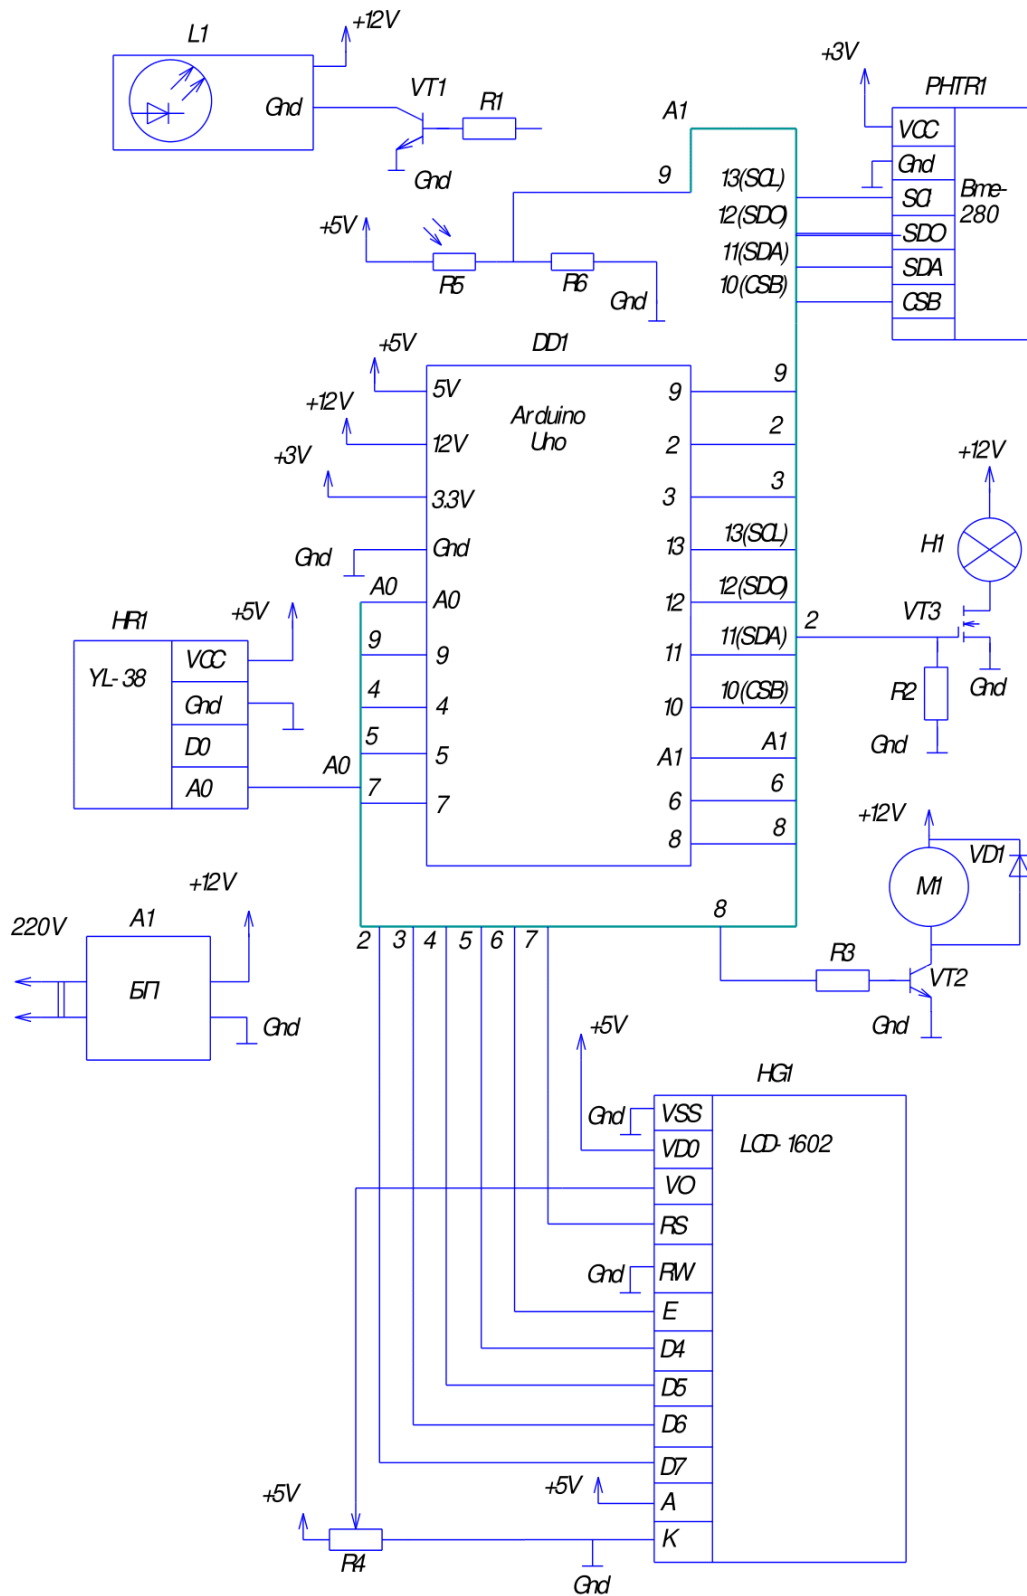 L1
+12V
Gnd
VT1
R1
Gnd
A1
+3V
PHTR1
VCC
Gnd
SCl
SDO
SDA
CSB
Bme-
280
9
13(SCL)
12(SDO)
11(SDA)
10(CSB)
+5V
R5
R6
Gnd
DD1
Arduino
Uno
+5V
5V
+12V
12V
+3V
3.3V
Gnd
Gnd
A0
A0
9
9
4
4
5
5
7
7
9
9
2
2
3
3
13
13(SCL)
12
12(SDO)
11
11(SDA)
10
10(CSB)
A1
A1
6
6
8
8
+12V
H1
VT3
2
R2
Gnd
Gnd
HR1
YL-38
+5V
VCC
Gnd
D0
A0
A0
+12V
M1
VD1
8
R3
VT2
Gnd
220V
A1
БП
+12V
Gnd
2
3
4
5
6
7
+5V
HG1
LCD-1602
Gnd
VSS
VD0
VO
RS
Gnd
RW
E
D4
D5
D6
D7
+5V
A
K
+5V
R4
Gnd